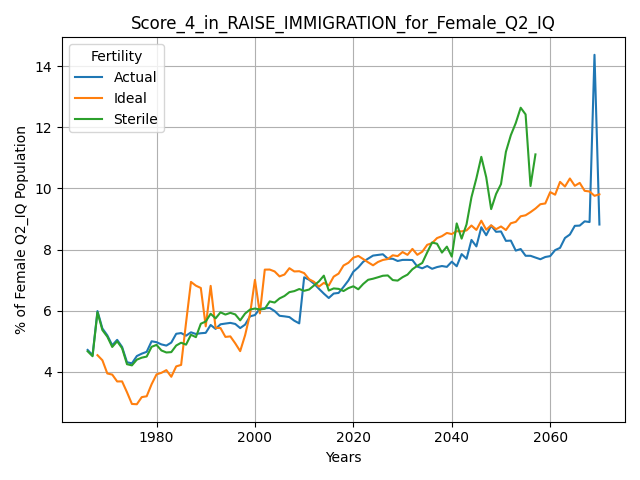 Score_4_in_RAISE_IMMIGRATION_for_Female_Q2_IQ
Fertility
Actual
Ideal
Sterile
% of Female Q2_IQ Population
14
12
10
8
6
4
1980 2000 2020 2040 2060
Years